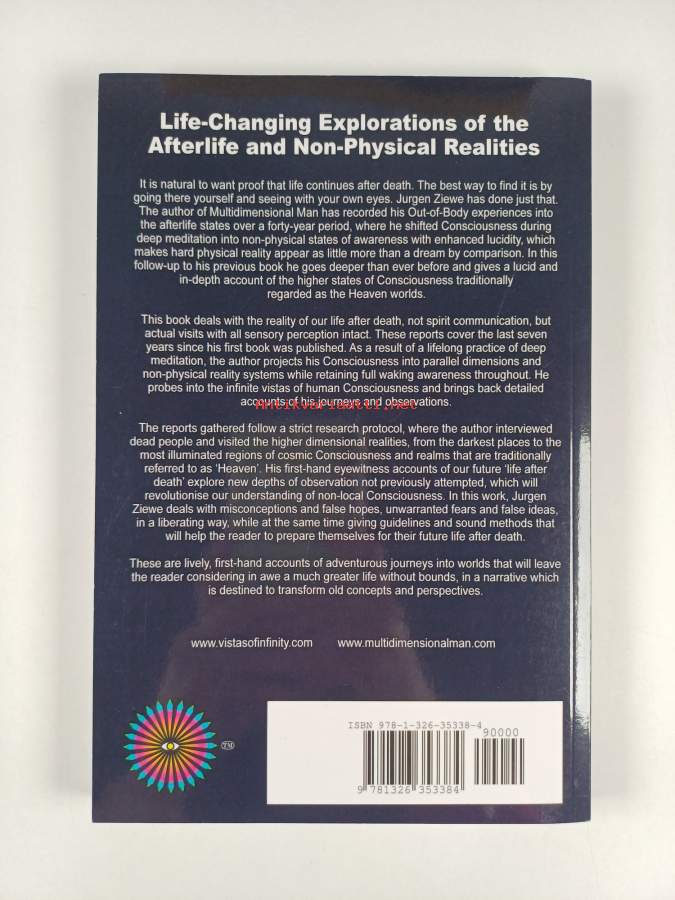 Life-Changing Explorations of the
Afterlife and Non-Physical Realities
It is natural to want proof that life continues after death. The best way to find it is by
going there yourself and seeing with your own eyes. Jurgen Ziewe has done just that.
The author of Multidimensional Man has recorded his Out-of-Body experiences into
the afterlife states over a forty-year period, where he shifted Consciousness during
deep meditation into non-physical states of awareness with enhanced lucidity, which
makes hard physical reality appear as little more than a dream by comparison. In this
follow-up to his previous book he goes deeper than ever before and gives a lucid and
in-depth account of the higher states of Consciousness traditionally
regarded as the Heaven worlds.
This book deals with the reality of our life after death, not spirit communication, but
actual visits with all sensory perception intact. These reports cover the last seven
years since his first book was published. As a result of a lifelong practice of deep
meditation, the author projects his Consciousness into parallel dimensions and
non-physical reality systems while retaining full waking awareness throughout. He
probes into the infinite vistas of human Consciousness and brings back detailed
accounts of his journeys and observations.
Antikvariaatti.net
The reports gathered follow a strict research protocol, where the author interviewed
dead people and visited the higher dimensional realities, from the darkest places to the
most illuminated regions of cosmic Consciousness and realms that are traditionally
referred to as ‘Heaven’. His first-hand eyewitness accounts of our future ‘life after
death’ explore new depths of observation not previously attempted, which will
revolutionise our understanding of non-local Consciousness. In this work, Jurgen
Ziewe deals with misconceptions and false hopes, unwarranted fears and false ideas,
in a liberating way, while at the same time giving guidelines and sound methods that
will help the reader to prepare themselves for their future life after death.
These are lively, first-hand accounts of adventurous journeys into worlds that will leave
the reader considering in awe a much greater life without bounds, in a narrative which
is destined to transform old concepts and perspectives.
www.vistasofinfinity.com www.multidimensionalman.com
TM
ISBN 978-1-326-35338-4
90000
9 781326 353384